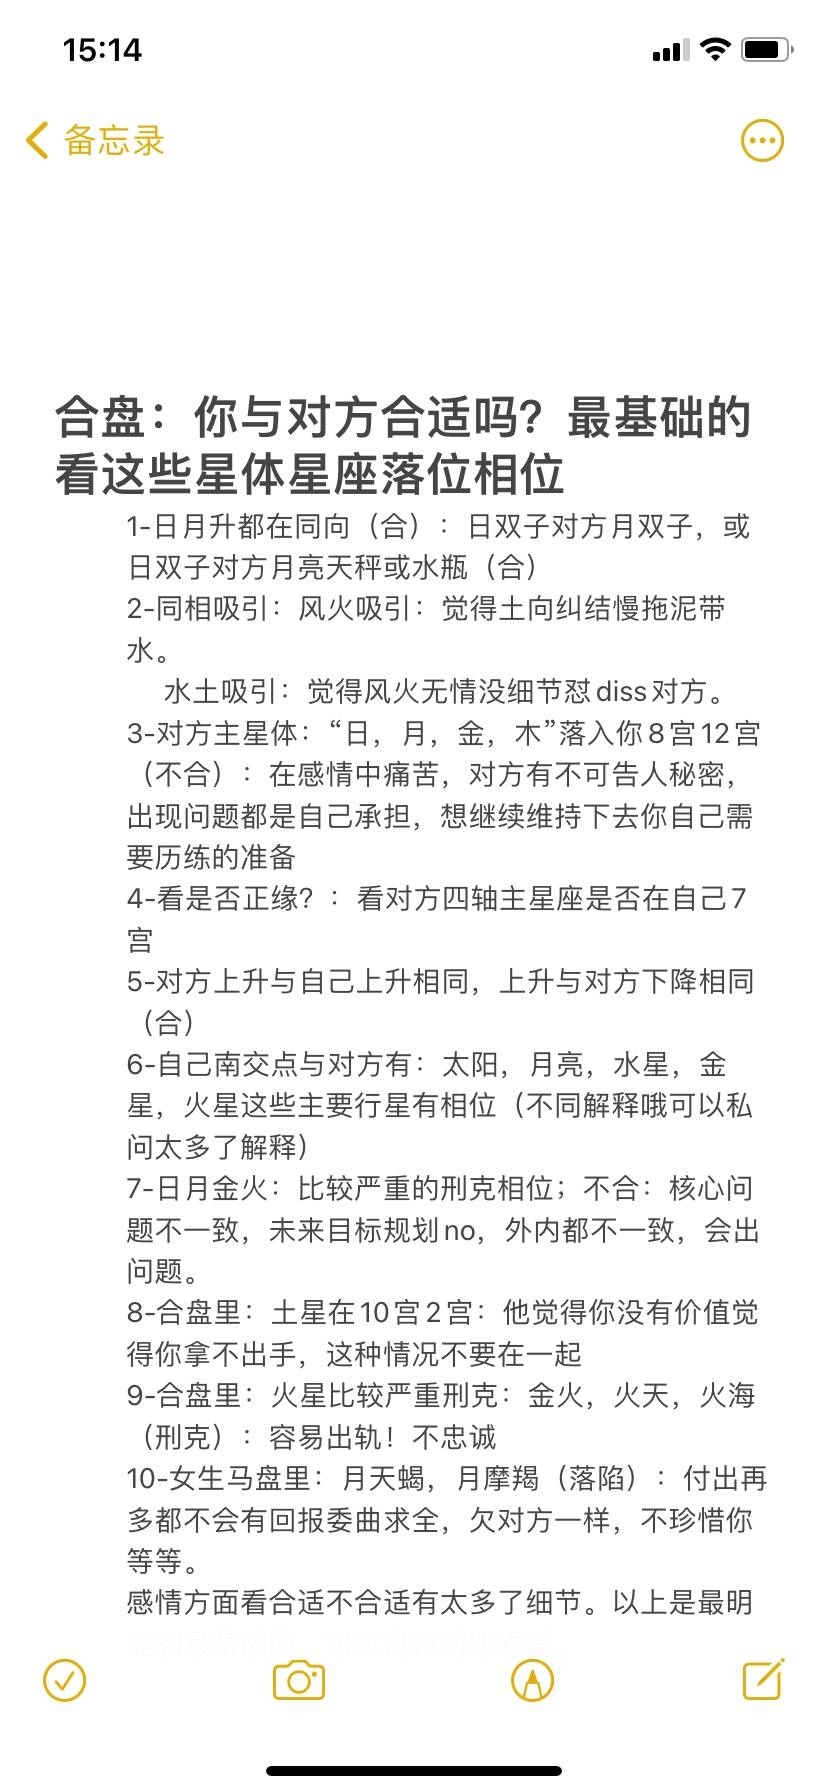 15:14
备忘录
合盘：你与对方合适吗？最基础的
看这些星体星座落位相位
1-日月升都在同向（合）：日双子对方月双子，或
日双子对方月亮天秤或水瓶（合）
2-同相吸引：风火吸引：觉得土向纠结慢拖泥带
水。
水土吸引：觉得风火无情没细节怼diss对方。
3-对方主星体：“日，月，金，木”落入你8宫12宫
（不合）：在感情中痛苦，对方有不可告人秘密，
出现问题都是自己承担，想继续维持下去你自己需
要历练的准备
4-看是否正缘？：看对方四轴主星座是否在自己7
宫
5-对方上升与自己上升相同，上升与对方下降相同
（合）
6-自己南交点与对方有：太阳，月亮，水星，金
星，火星这些主要行星有相位（不同解释哦可以私
问太多了解释）
7-日月金火：比较严重的刑克相位；不合：核心问
题不一致，未来目标规划no，外内都不一致，会出
问题。
8-合盘里：土星在10宫2宫：他觉得你没有价值觉
得你拿不出手，这种情况不要在一起
9-合盘里：火星比较严重刑克：金火，火天，火海
（刑克）：容易出轨！不忠诚
10-女生马盘里：月天蝎，月摩羯（落陷）：付出再
多都不会有回报委曲求全，欠对方一样，不珍惜你
等等。
感情方面看合适不合适有太多了细节。以上是最明
显和最基础的，可以自己对照看看。